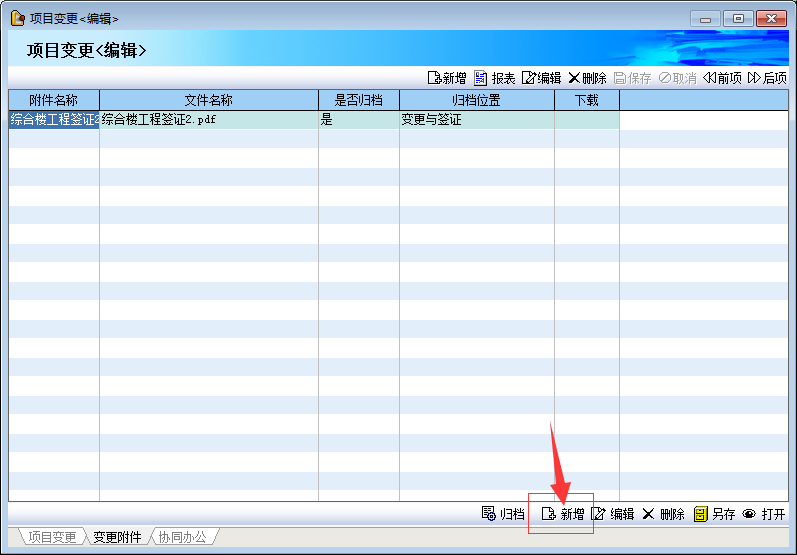 项目变更<编辑>
项目变更<编辑>
新增 报表 编辑 删除 保存 取消 前项 后项
附件名称 文件名称 是否归档 归档位置 下载
综合楼工程签证2 综合楼工程签证2.pdf 是 变更与签证
归档 新增 编辑 删除 另存 打开
项目变更 变更附件 协同办公